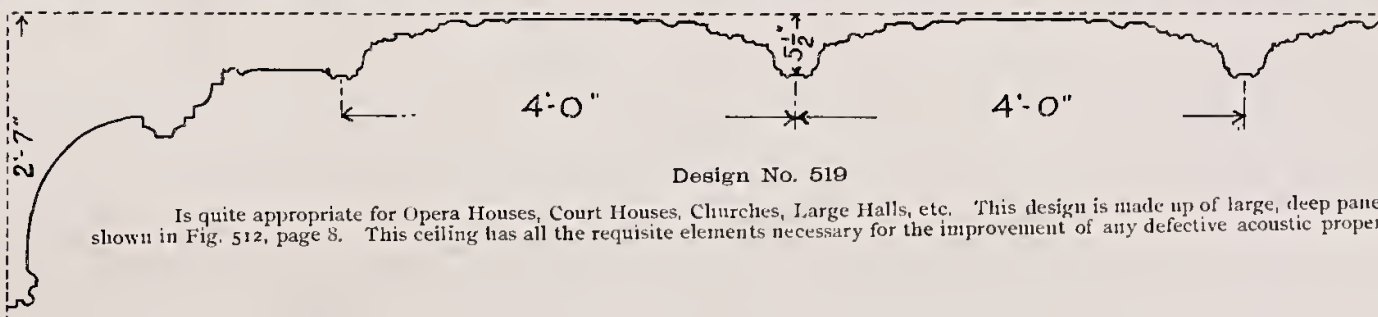 2'-7"
5½"
4'-0"
4'-0"
Design No. 519
Is quite appropriate for Opera Houses, Court Houses, Churches, Large Halls, etc. This design is made up of large, deep pane
shown in Fig. 512, page 8. This ceiling has all the requisite elements necessary for the improvement of any defective acoustic proper